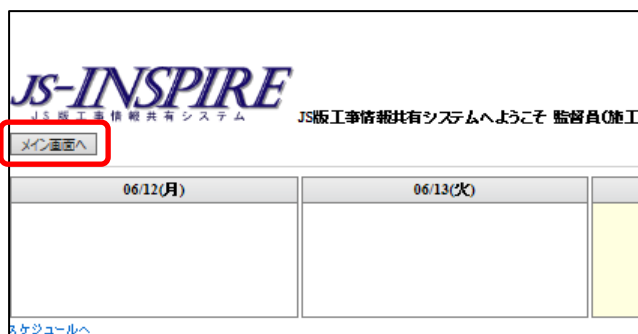 JS-INSPIRE
JS版工事情報共有システム
JS版工事情報共有システムへようこそ 監督員(施工
メイン画面へ
06/12(月)
06/13(火)
スケジュールへ